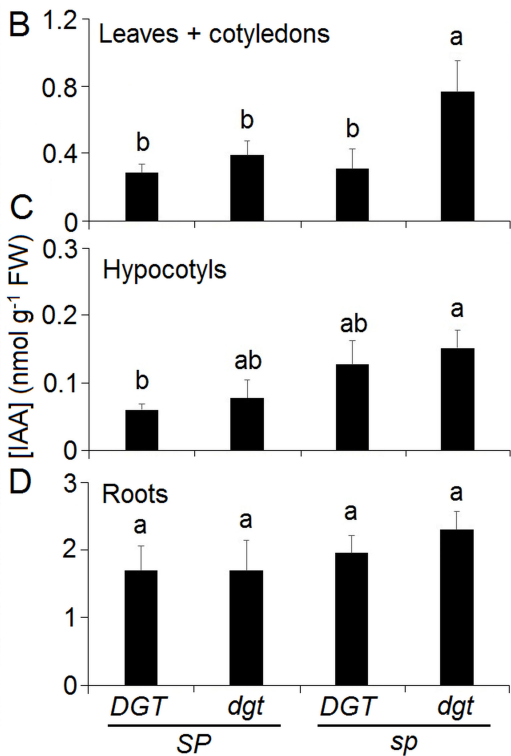 B
Leaves + cotyledons
1.2
0.8
0.4
0
b
b
b
a
[IAA] (nmol g-1 FW)
C
Hypocotyls
0.3
0.2
0.1
0
b
ab
ab
a
D
Roots
3
2
1
0
a
a
a
a
DGT dgt DGT dgt
SP sp